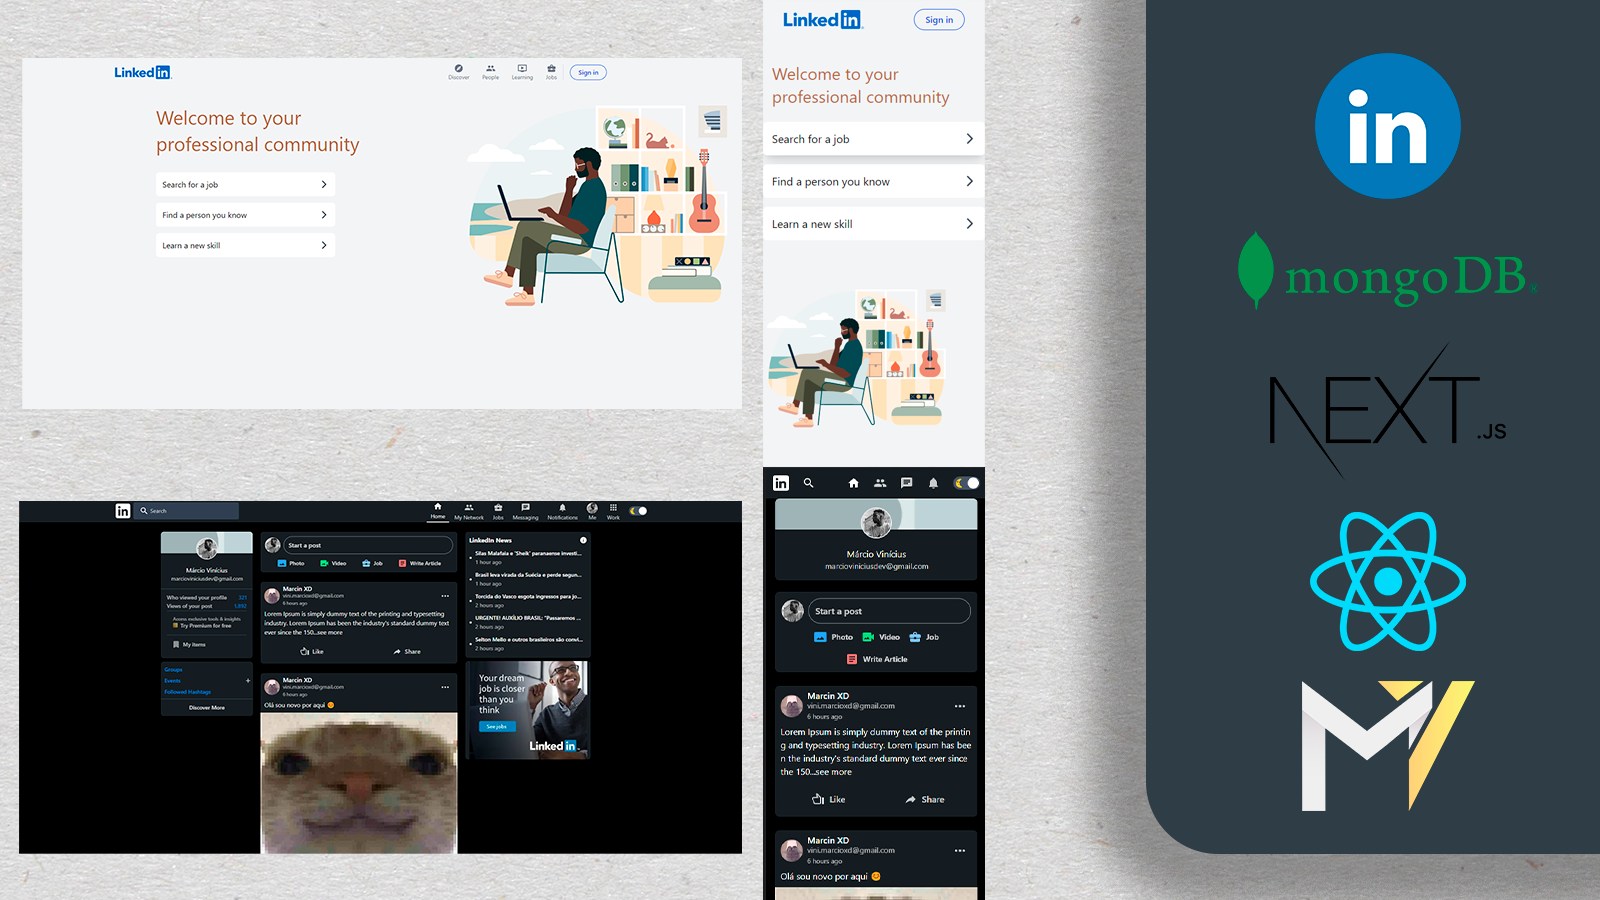 Linked in
Discover
People
Learning
Jobs
Sign in
Welcome to your
professional community
Search for a job
Find a person you know
Learn a new skill
Linked in
Sign in
Welcome to your
professional community
Search for a job
Find a person you know
Learn a new skill
in
Search
Home
My Network
Jobs
Messaging
Notifications
Me
Work
Márcio Vinícius
marcioviniciusdev@gmail.com
Who viewed your profile 321
Views of your post 1,892
Access exclusive tools & insights
Try Premium for free
My items
Groups
Events +
Followed Hashtags
Discover More
Start a post
Photo
Video
Job
Write Article
Marcin XD
vini.marcioxd@gmail.com
6 hours ago
Lorem Ipsum is simply dummy text of the printing and typesetting
industry. Lorem Ipsum has been the industry's standard dummy text
ever since the 150...see more
Like
Share
Marcin XD
vini.marcioxd@gmail.com
6 hours ago
Olá sou novo por aqui
LinkedIn News
Silas Malafaia e 'Sheik' paranaense investi...
1 hour ago
Brasil leva virada da Suécia e perde segun...
1 hour ago
Torcida do Vasco esgota ingressos para jo...
2 hours ago
URGENTE! AUXÍLIO BRASIL: "Passaremos ...
2 hours ago
Selton Mello e outros brasileiros são convi...
2 hours ago
Your dream
job is closer
than you
think
See jobs
Linked in
in
Márcio Vinícius
marcioviniciusdev@gmail.com
Start a post
Photo
Video
Job
Write Article
Marcin XD
vini.marcioxd@gmail.com
6 hours ago
Lorem Ipsum is simply dummy text of the printin
g and typesetting industry. Lorem Ipsum has bee
n the industry's standard dummy text ever since
the 150...see more
Like
Share
Marcin XD
vini.marcioxd@gmail.com
6 hours ago
Olá sou novo por aqui
in
mongoDB
NEXT.JS
MV